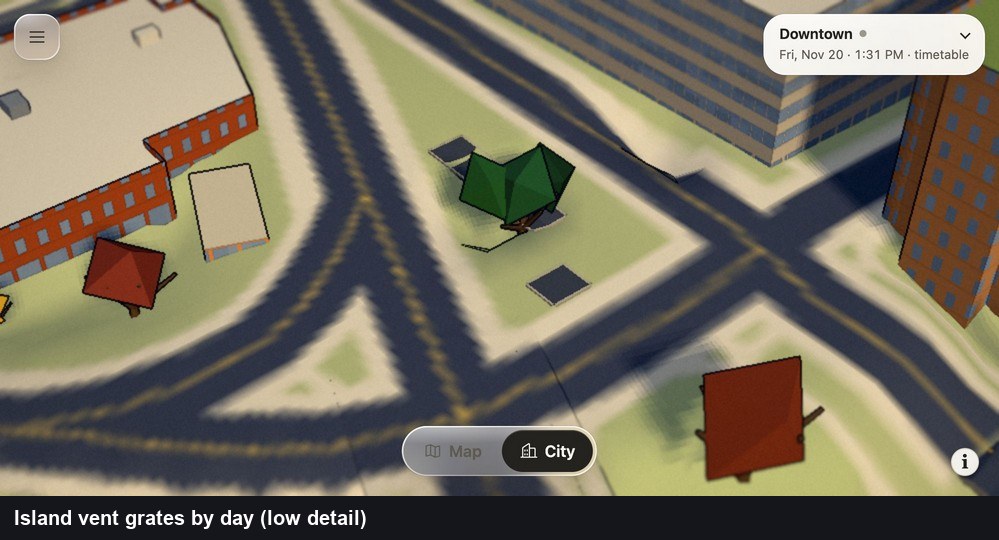 Downtown
Fri, Nov 20 · 1:31 PM · timetable
Map
City
i
Island vent grates by day (low detail)